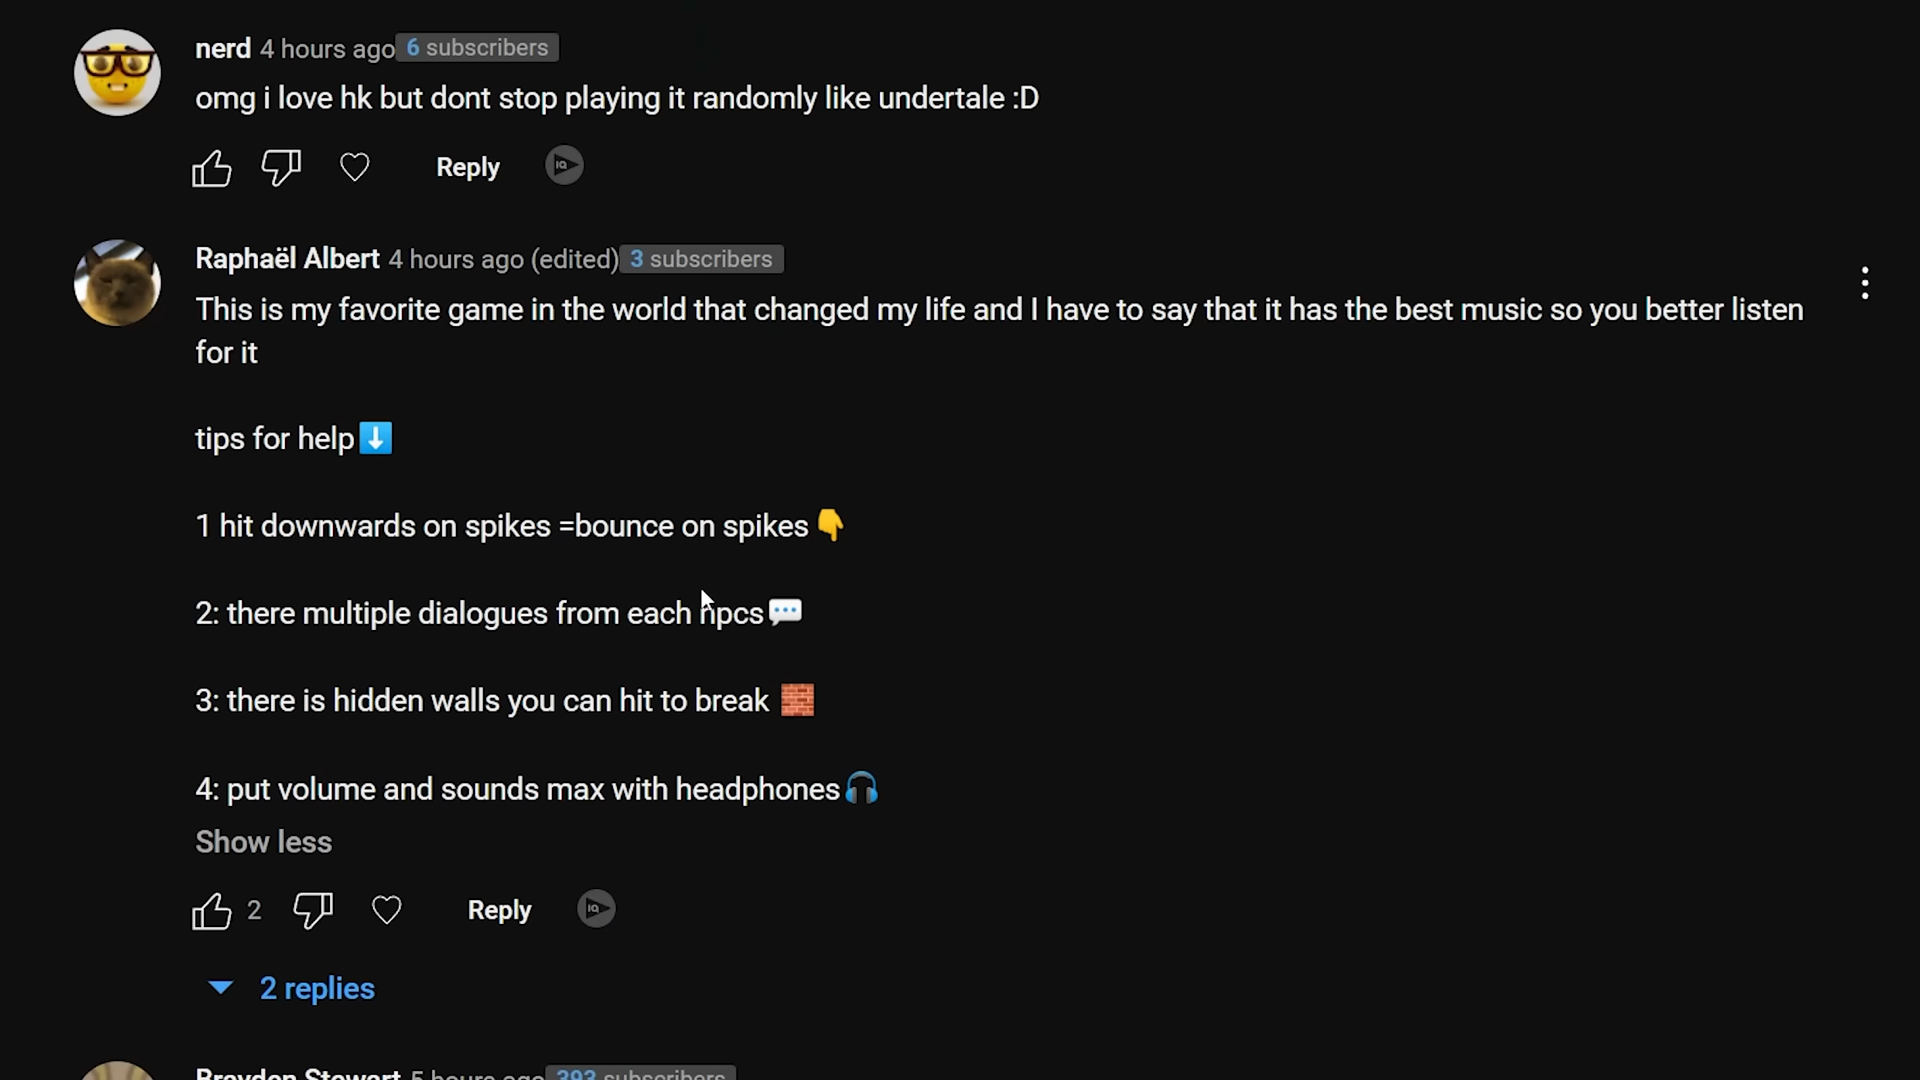 nerd 4 hours ago 6 subscribers
omg i love hk but dont stop playing it randomly like undertale :D
Reply
IQ
Raphaël Albert 4 hours ago (edited) 3 subscribers
This is my favorite game in the world that changed my life and I have to say that it has the best music so you better listen
for it
tips for help⬇️
1 hit downwards on spikes =bounce on spikes👇
2: there multiple dialogues from each npcs💬
3: there is hidden walls you can hit to break 🧱
4: put volume and sounds max with headphones🎧
Show less
2 Reply
IQ
2 replies
Brayden Stewart 5 hours ago 393 subscribers